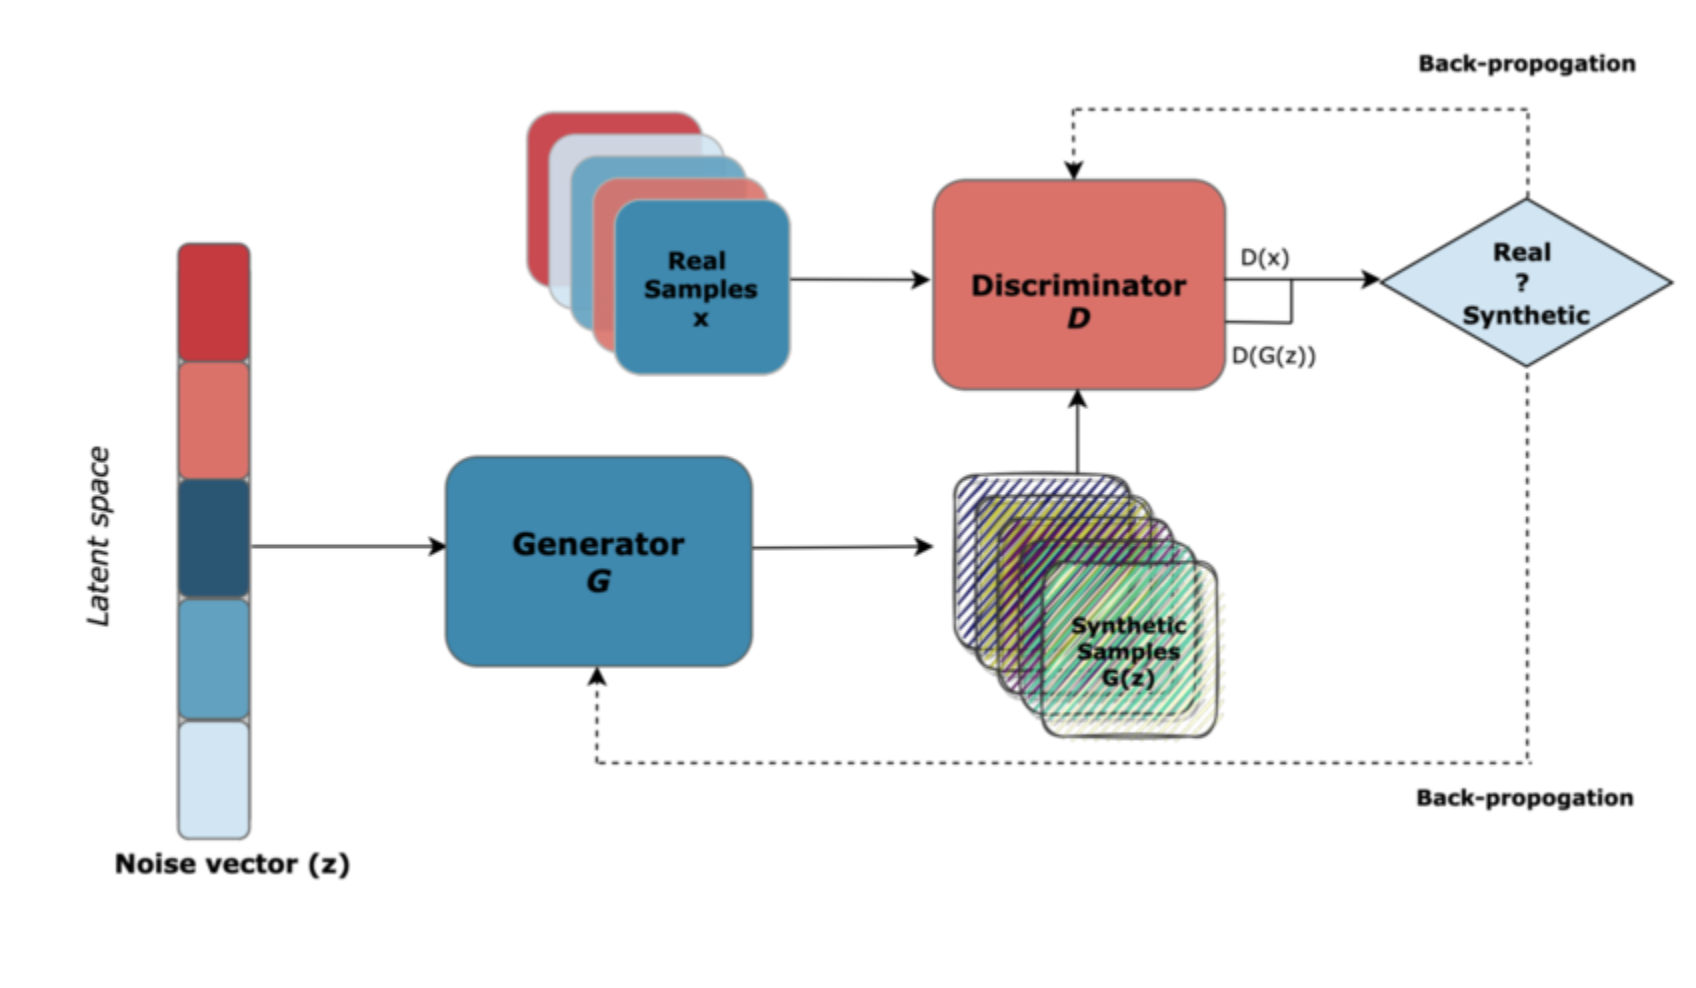 Back-propogation
Real
Samples
x
Discriminator
D
D(x)
D(G(z))
Real
?
Synthetic
Latent space
Generator
G
Synthetic
Samples
G(z)
Back-propogation
Noise vector (z)